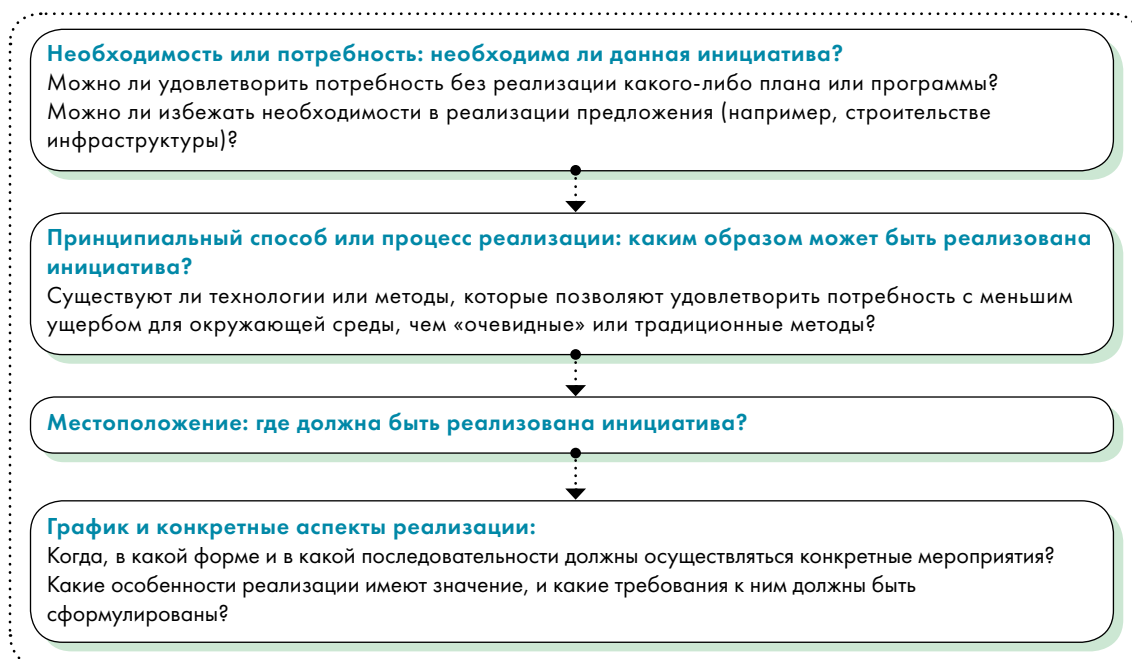 Необходимость или потребность: необходима ли данная инициатива?
Можно ли удовлетворить потребность без реализации какого-либо плана или программы?
Можно ли избежать необходимости в реализации предложения (например, строительстве
инфраструктуры)?
Принципиальный способ или процесс реализации: каким образом может быть реализована
инициатива?
Существуют ли технологии или методы, которые позволяют удовлетворить потребность с меньшим
ущербом для окружающей среды, чем «очевидные» или традиционные методы?
Местоположение: где должна быть реализована инициатива?
График и конкретные аспекты реализации:
Когда, в какой форме и в какой последовательности должны осуществляться конкретные мероприятия?
Какие особенности реализации имеют значение, и какие требования к ним должны быть
сформулированы?